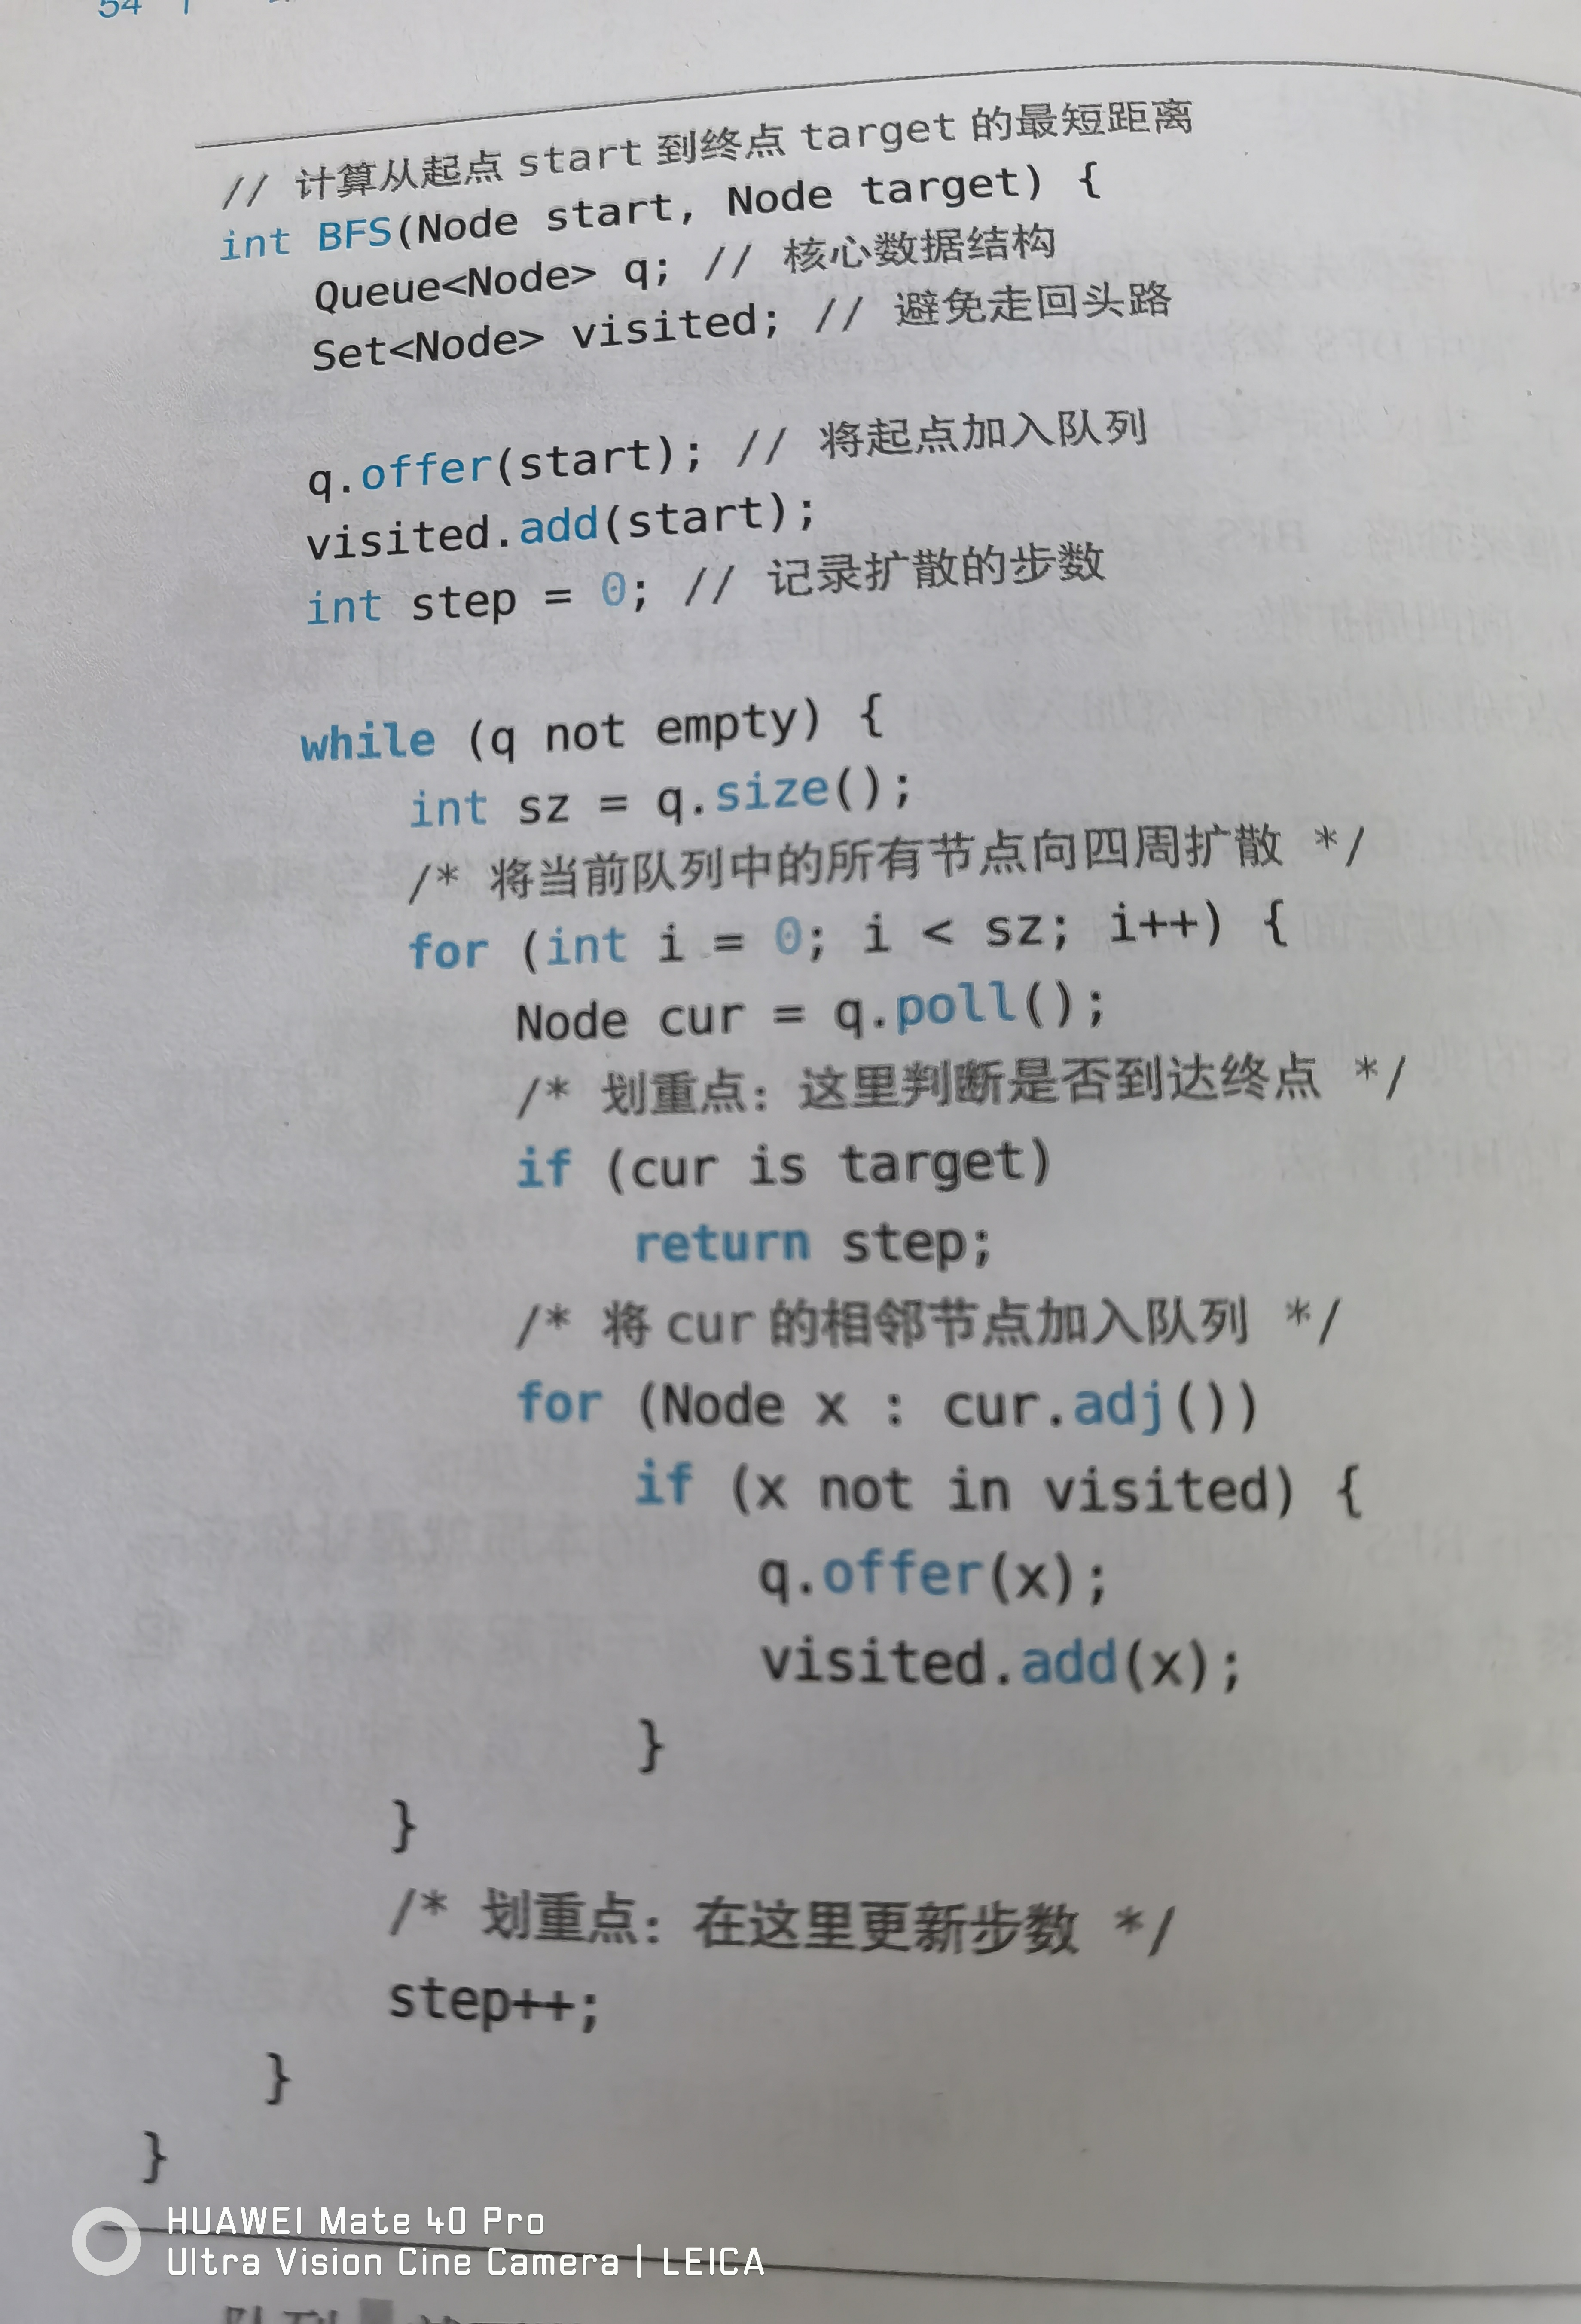 54
// 计算从起点 start 到终点 target 的最短距离
int BFS(Node start, Node target) {
    Queue<Node> q; // 核心数据结构
    Set<Node> visited; // 避免走回头路

    q.offer(start); // 将起点加入队列
    visited.add(start);
    int step = 0; // 记录扩散的步数

    while (q not empty) {
        int sz = q.size();
        /* 将当前队列中的所有节点向四周扩散 */
        for (int i = 0; i < sz; i++) {
            Node cur = q.poll();
            /* 划重点：这里判断是否到达终点 */
            if (cur is target)
                return step;
            /* 将 cur 的相邻节点加入队列 */
            for (Node x : cur.adj())
                if (x not in visited) {
                    q.offer(x);
                    visited.add(x);
                }
        }
        /* 划重点：在这里更新步数 */
        step++;
    }
}
HUAWEI Mate 40 Pro
Ultra Vision Cine Camera | LEICA